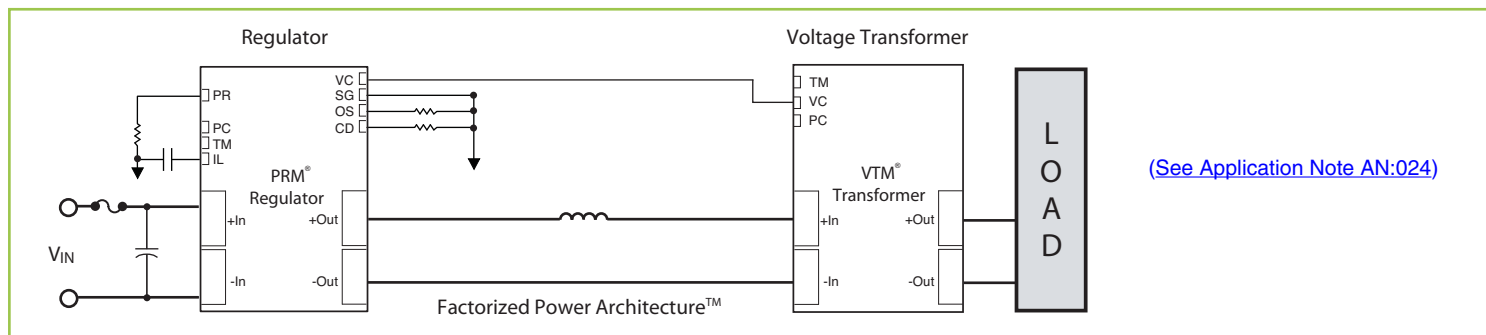 Regulator
Voltage Transformer
VC
SG
OS
CD
PR
PC
TM
IL
PRM®
Regulator
+In
-In
+Out
-Out
VIN
Factorized Power Architecture™
TM
VC
PC
VTM®
Transformer
+In
-In
+Out
-Out
L
O
A
D
(See Application Note AN:024)